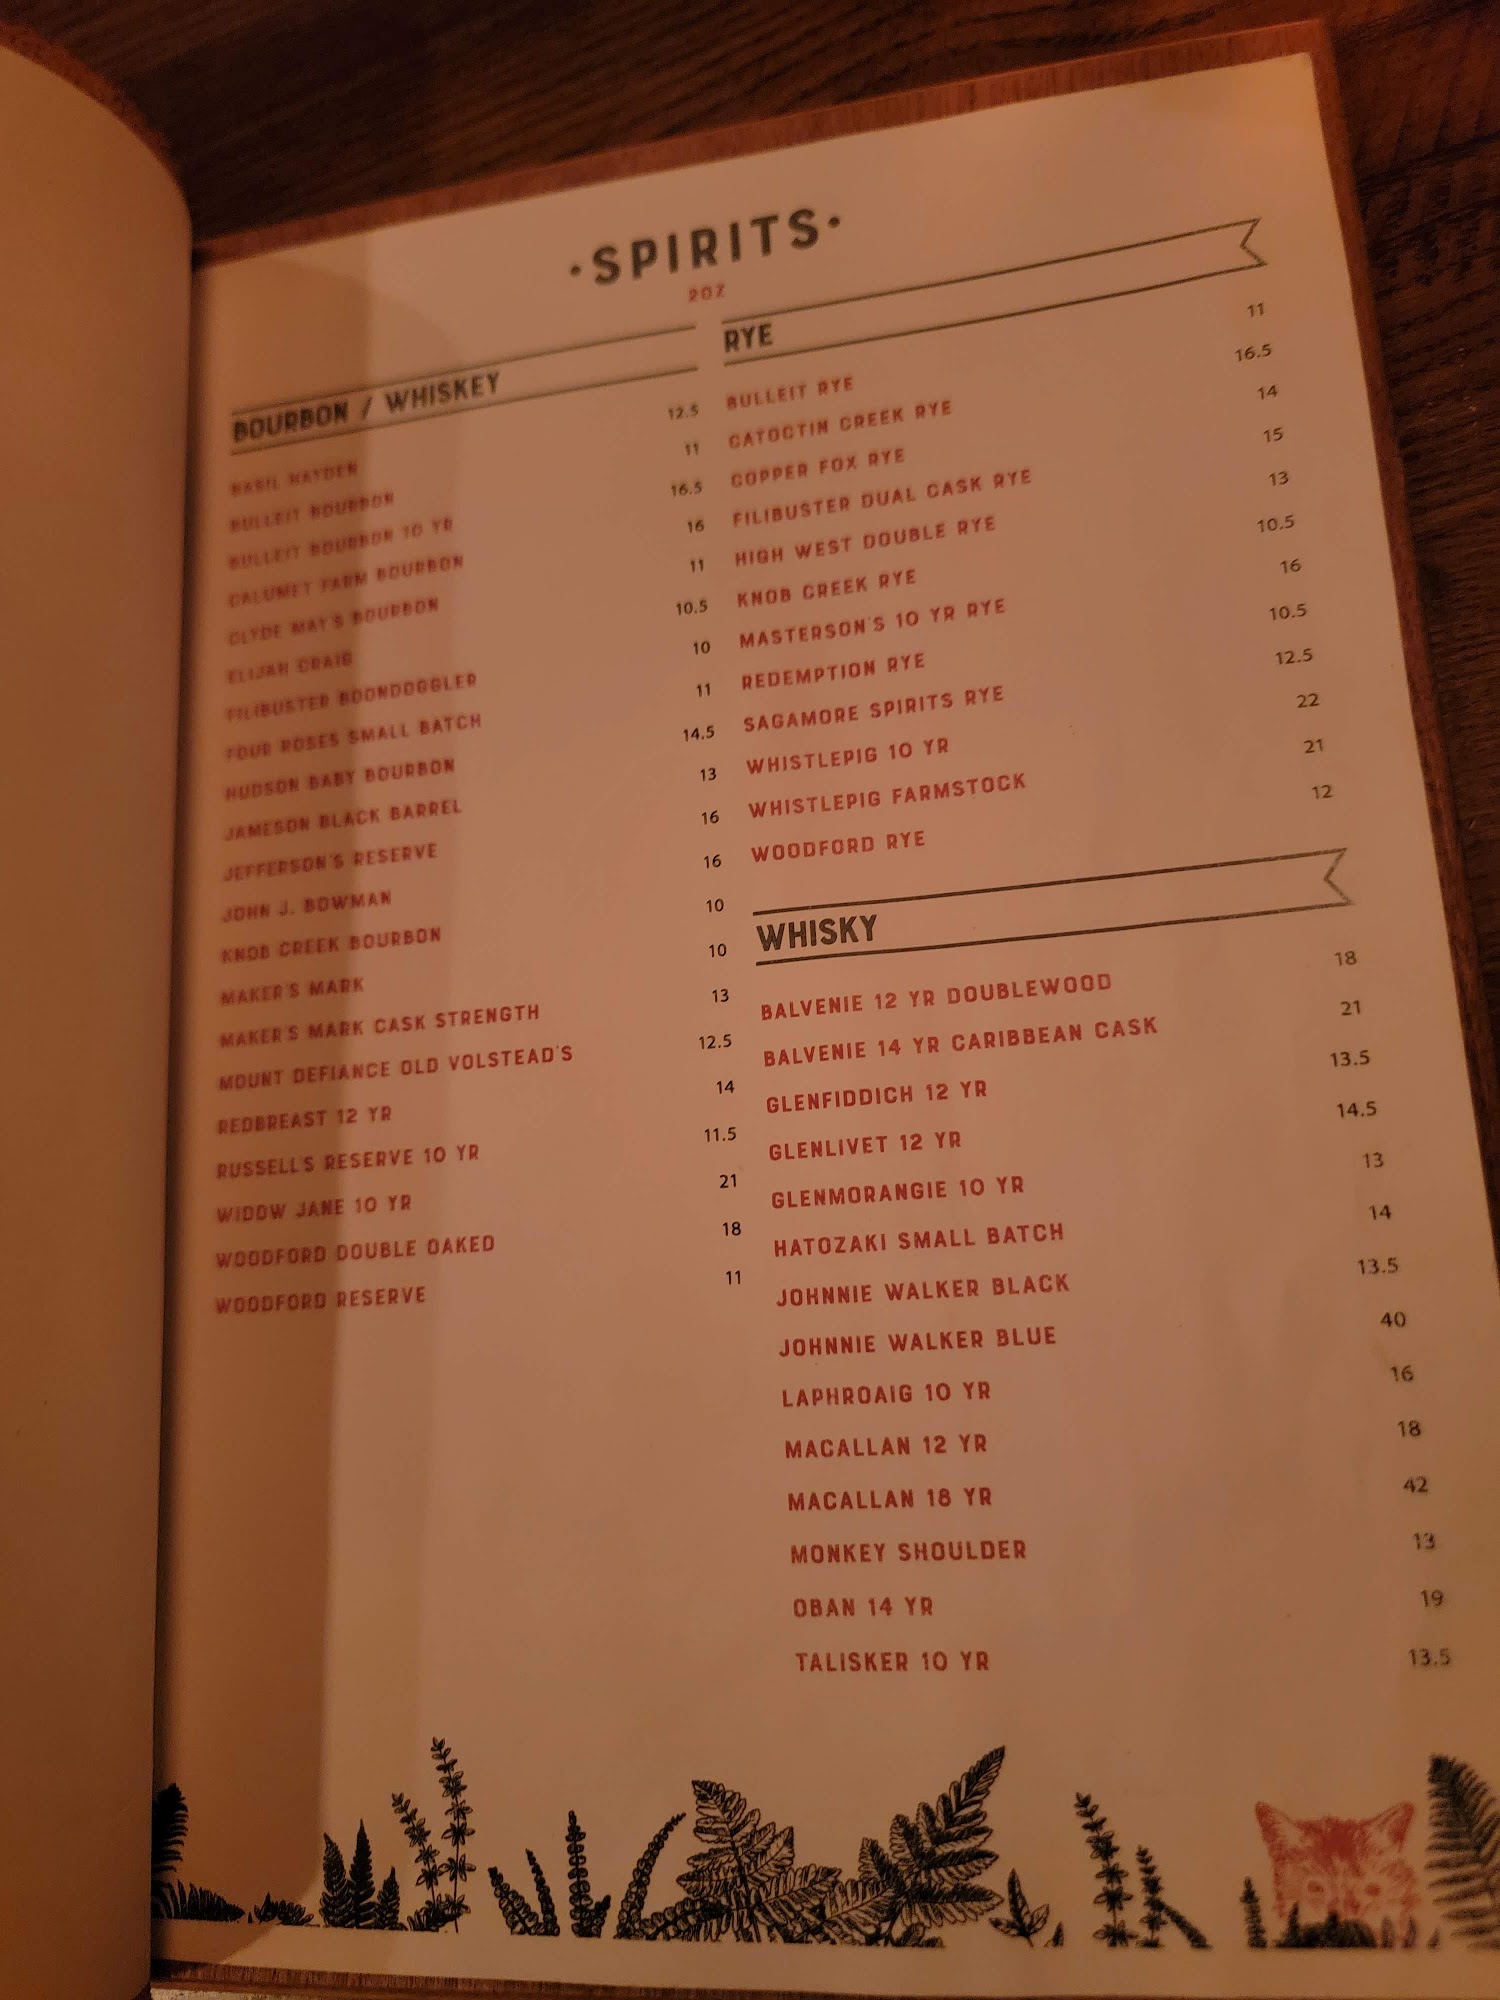 ·SPIRITS·
2OZ
BOURBON / WHISKEY
BASIL HAYDEN 12.5
BULLEIT BOURBON 11
BULLEIT BOURBON 10 YR 16.5
CALUMET FARM BOURBON 16
CLYDE MAY'S BOURBON 11
ELIJAH CRAIG 10.5
FILIBUSTER BOONDOGGLER 10
FOUR ROSES SMALL BATCH 11
HUDSON BABY BOURBON 14.5
JAMESON BLACK BARREL 13
JEFFERSON'S RESERVE 16
JOHN J. BOWMAN 16
KNOB CREEK BOURBON 10
MAKER'S MARK 10
MAKER'S MARK CASK STRENGTH 13
MOUNT DEFIANCE OLD VOLSTEAD'S 12.5
REDBREAST 12 YR 14
RUSSELL'S RESERVE 10 YR 11.5
WIDOW JANE 10 YR 21
WOODFORD DOUBLE OAKED 18
WOODFORD RESERVE 11
RYE
BULLEIT RYE 11
CATOCTIN CREEK RYE 16.5
COPPER FOX RYE 14
FILIBUSTER DUAL CASK RYE 15
HIGH WEST DOUBLE RYE 13
KNOB CREEK RYE 10.5
MASTERSON'S 10 YR RYE 16
REDEMPTION RYE 10.5
SAGAMORE SPIRITS RYE 12.5
WHISTLEPIG 10 YR 22
WHISTLEPIG FARMSTOCK 21
WOODFORD RYE 12
WHISKY
BALVENIE 12 YR DOUBLEWOOD 18
BALVENIE 14 YR CARIBBEAN CASK 21
GLENFIDDICH 12 YR 13.5
GLENLIVET 12 YR 14.5
GLENMORANGIE 10 YR 13
HATOZAKI SMALL BATCH 14
JOHNNIE WALKER BLACK 13.5
JOHNNIE WALKER BLUE 40
LAPHROAIG 10 YR 16
MACALLAN 12 YR 18
MACALLAN 18 YR 42
MONKEY SHOULDER 13
OBAN 14 YR 19
TALISKER 10 YR 13.5